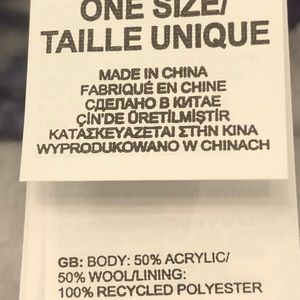 ONE SIZE/
TAILLE UNIQUE
MADE IN CHINA
FABRIQUÉ EN CHINE
СДЕЛАНО В КИТАЕ
ÇİN'DE ÜRETİLMİŞTİR
ΚΑΤΑΣΚΕΥΑΖΕΤΑΙ ΣΤΗΝ ΚΙΝΑ
WYPRODUKOWANO W CHINACH
GB: BODY: 50% ACRYLIC/
50% WOOL/LINING:
100% RECYCLED POLYESTER